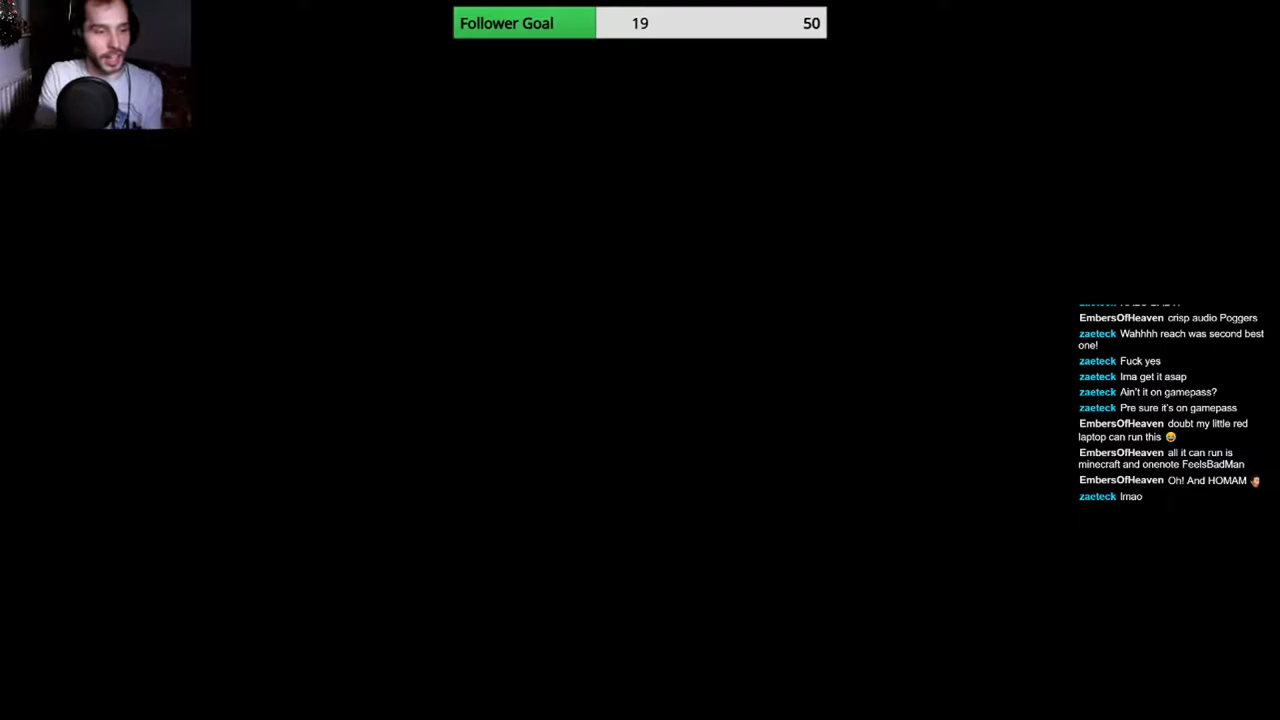 Follower Goal 19 50
EmbersOfHeaven crisp audio Poggers
zaeteck Wahhhh reach was second best
one!
zaeteck Fuck yes
zaeteck Ima get it asap
zaeteck Ain't it on gamepass?
zaeteck Pre sure it's on gamepass
EmbersOfHeaven doubt my little red
laptop can run this 😂
EmbersOfHeaven all it can run is
minecraft and onenote FeelsBadMan
EmbersOfHeaven Oh! And HOMAM
zaeteck lmao